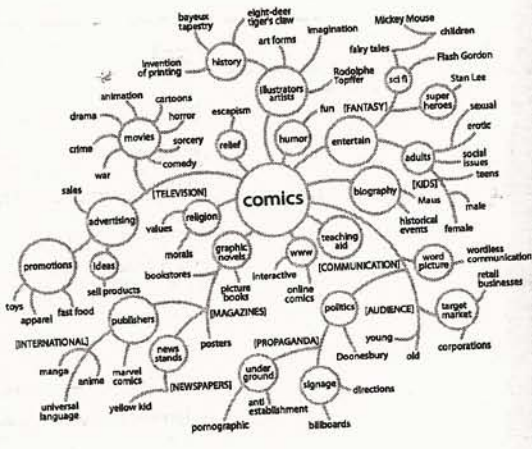 bayeux
tapestry
eight-deer
tiger's claw
art forms
imagination
Mickey Mouse
children
fairy tales
invention
of printing
history
illustrators
artists
Rodolphe
Topffer
sci fi
Flash Gordon
Stan Lee
super
heroes
animation
cartoons
drama
horror
movies
crime
sorcery
war
comedy
escapism
relief
humor
fun
[FANTASY]
entertain
sexual
erotic
adults
social
issues
[KIDS]
teens
male
female
sales
[TELEVISION]
advertising
values
religion
morals
comics
biography
Maus
historical
events
teaching
aid
promotions
ideas
sell products
toys
apparel
fast food
graphic
novels
bookstores
picture
books
www
interactive
online
comics
[COMMUNICATION]
word
picture
wordless
communication
retail
businesses
target
market
corporations
[AUDIENCE]
young
old
politics
Doonesbury
[PROPAGANDA]
[MAGAZINES]
posters
publishers
[INTERNATIONAL]
manga
anime
marvel
comics
universal
language
news
stands
[NEWSPAPERS]
yellow kid
under
ground
pornographic
anti
establishment
signage
directions
billboards